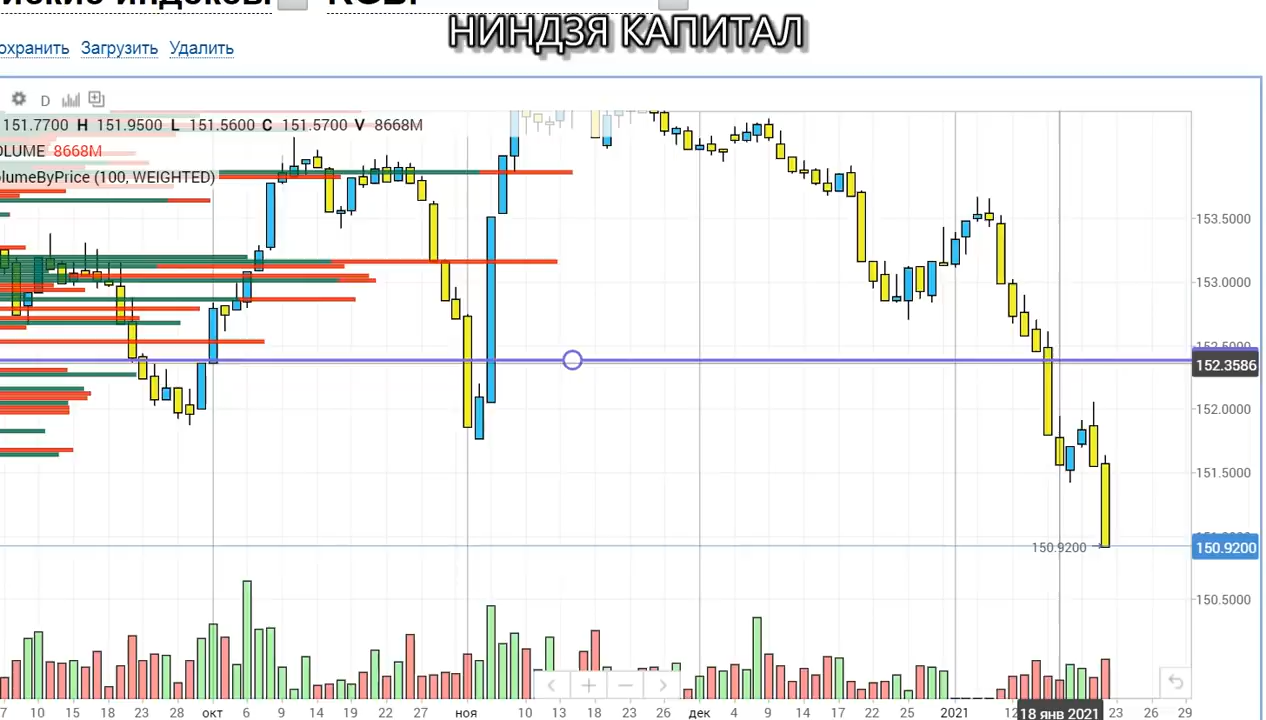 НИНДЗЯ КАПИТАЛ
охранить Загрузить Удалить
D
151.7700 H 151.9500 L 151.5600 C 151.5700 V 8668M
OLUME 8668M
olumeByPrice (100, WEIGHTED)
153.5000
153.0000
152.3586
152.0000
151.5000
150.9200
150.9200
150.5000
7 10 15 18 23 28 окт 6 9 14 19 22 27 ноя 10 13 18 23 26 дек 4 9 14 17 22 25 2021 12 18 янв 2021 23 26 29